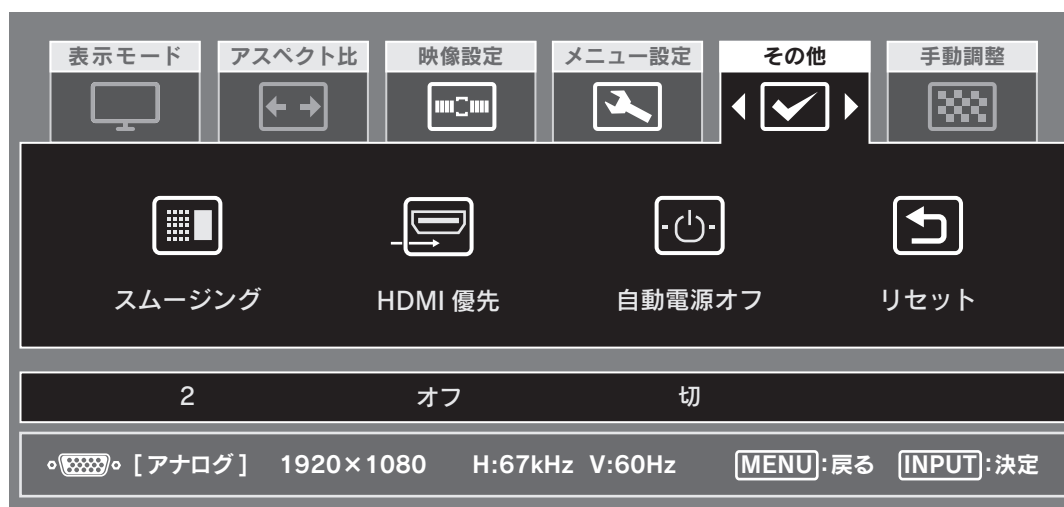 表示モード アスペクト比 映像設定 メニュー設定 その他 手動調整
スムージング HDMI 優先 自動電源オフ リセット
2 オフ 切
[アナログ] 1920×1080 H:67kHz V:60Hz MENU:戻る INPUT:決定